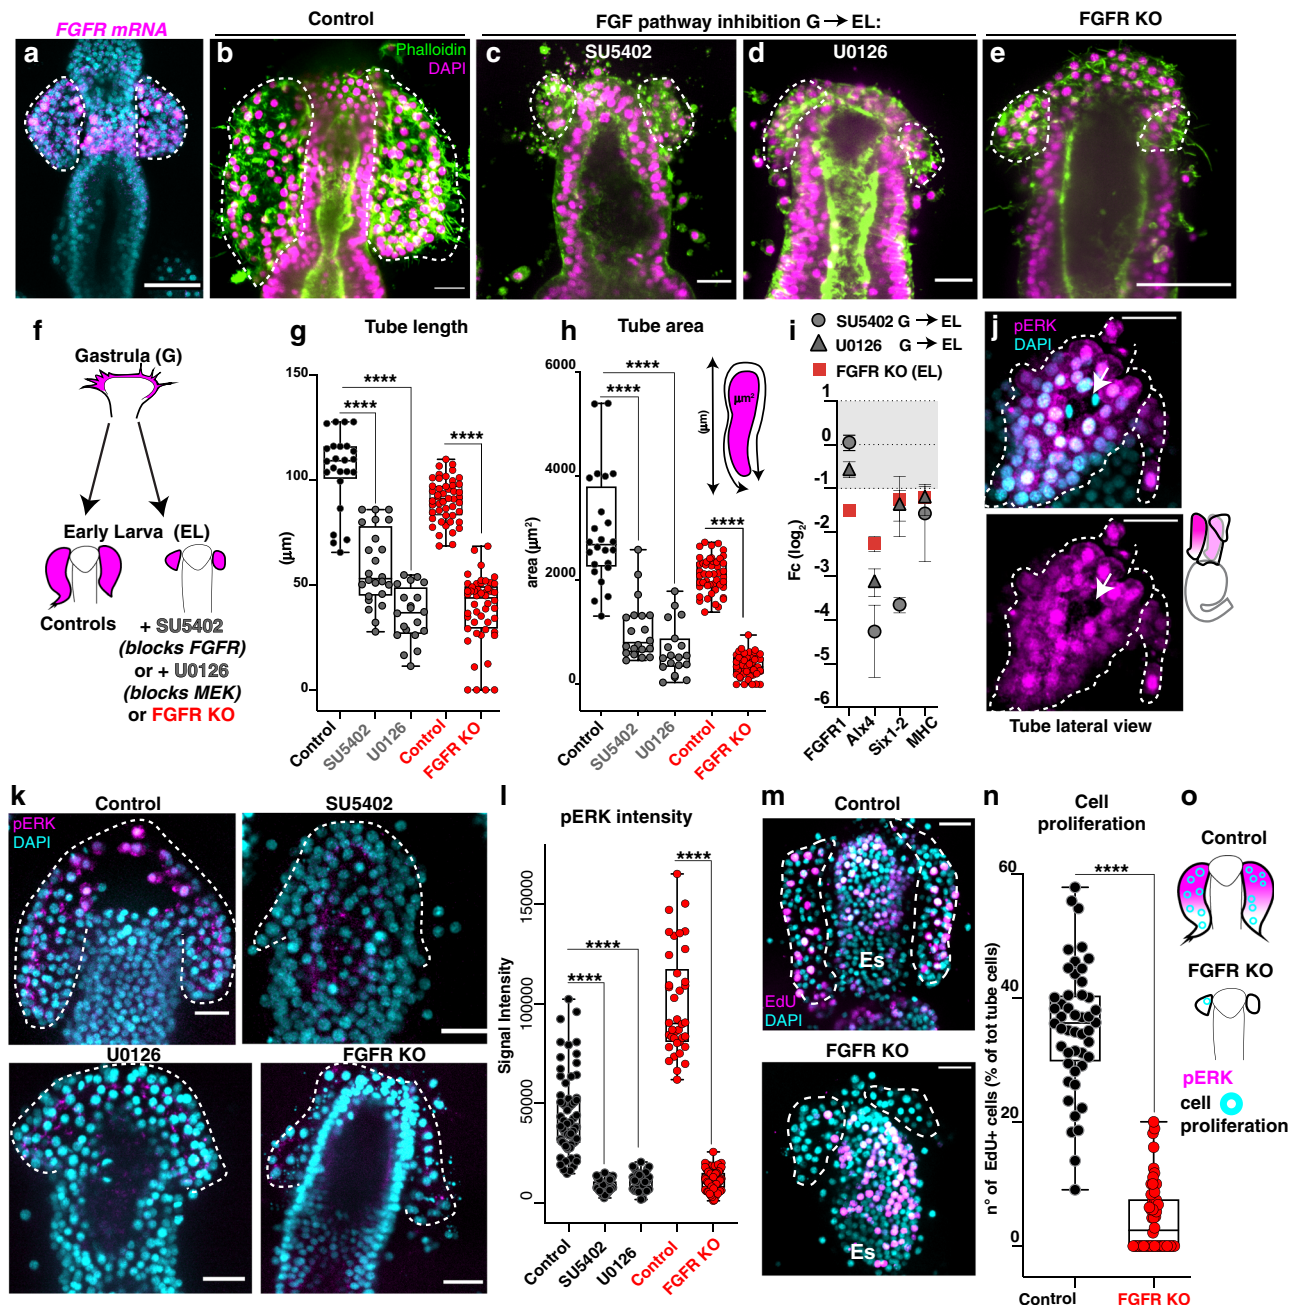 Control
FGF pathway inhibition G → EL:
FGFR KO
FGFR mRNA
a
b
Phalloidin
DAPI
c
SU5402
d
U0126
e
f
Gastrula (G)
Early Larva (EL)
Controls
+ SU5402
(blocks FGFR)
or + U0126
(blocks MEK)
or FGFR KO
g
Tube length
****
****
****
150
100
50
0
(μm)
Control
SU5402
U0126
Control
FGFR KO
h
Tube area
****
****
****
6000
4000
2000
0
area (μm²)
(μm)
μm²
Control
SU5402
U0126
Control
FGFR KO
i
SU5402 G → EL
U0126 G → EL
FGFR KO (EL)
1
0
-1
-2
-3
-4
-5
-6
Fc (log2)
FGFR1
Alx4
Six1-2
MHC
j
pERK
DAPI
Tube lateral view
k
Control
pERK
DAPI
SU5402
U0126
FGFR KO
l
pERK intensity
****
****
****
150000
100000
50000
0
Signal Intensity
Control
SU5402
U0126
Control
FGFR KO
m
Control
Es
EdU
DAPI
FGFR KO
Es
n
Cell
proliferation
****
60
40
20
0
n° of EdU+ cells (% of tot tube cells)
Control
FGFR KO
o
Control
FGFR KO
pERK
cell
proliferation